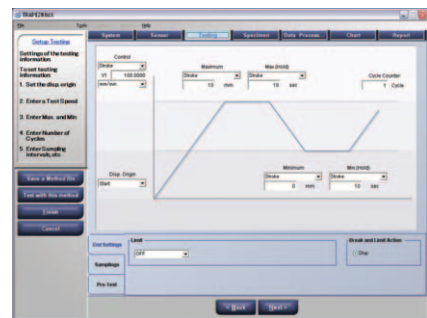 TRAPEZIUMX
File
Help
System
Sensor
Testing
Specimen
Data Process...
Chart
Report
Setup Testing
Settings of the testing
information.
To set testing
information
1. Set the disp. origin
2. Enter a Test Speed
3. Enter Max. and Min
4. Enter Number of
Cycles
5. Enter Sampling
Intervals, etc
Save a Method file
Test with this method
Cancel
Control
Stroke
V1 100.0000
mm/min
Maximum
Stroke
10 mm
Max.(Hold)
Stroke
10 sec
Cycle Counter
1 Cycle
Disp. Origin
Start
Minimum
Stroke
0 mm
Min.(Hold)
Stroke
10 sec
End Settings
Samplings
Pre-Test
Limit
OFF
Break and Limit Action
Stop
< Back
Next >